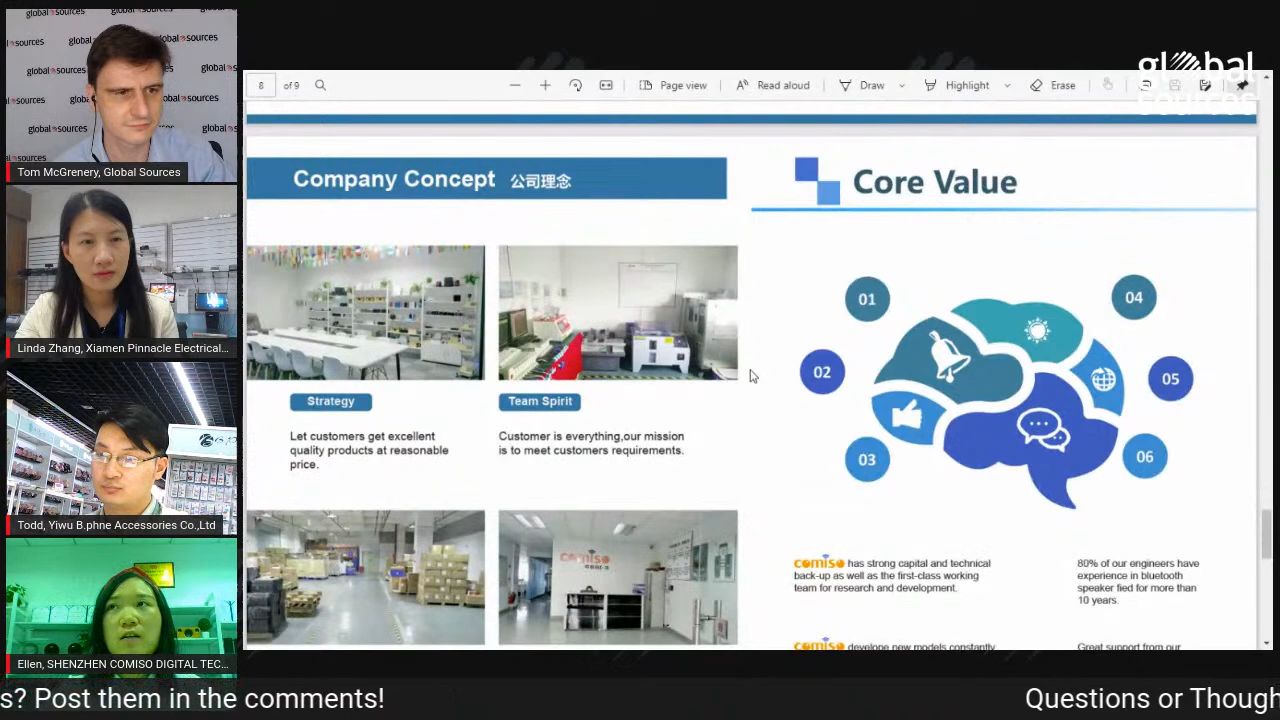 global sources
Tom McGrenery, Global Sources
Linda Zhang, Xiamen Pinnacle Electrical...
Todd, Yiwu B.phne Accessories Co.,Ltd
Ellen, SHENZHEN COMISO DIGITAL TEC...
8 of 9
Page view
Read aloud
Draw
Highlight
Erase
global
sources
Company Concept 公司理念
Strategy
Let customers get excellent
quality products at reasonable
price.
Team Spirit
Customer is everything,our mission
is to meet customers requirements.
comiso
Core Value
01
02
03
04
05
06
comiso has strong capital and technical
back-up as well as the first-class working
team for research and development.
80% of our engineers have
experience in bluetooth
speaker fied for more than
10 years.
comiso develope new models constantly
Great support from our
s? Post them in the comments!
Questions or Though